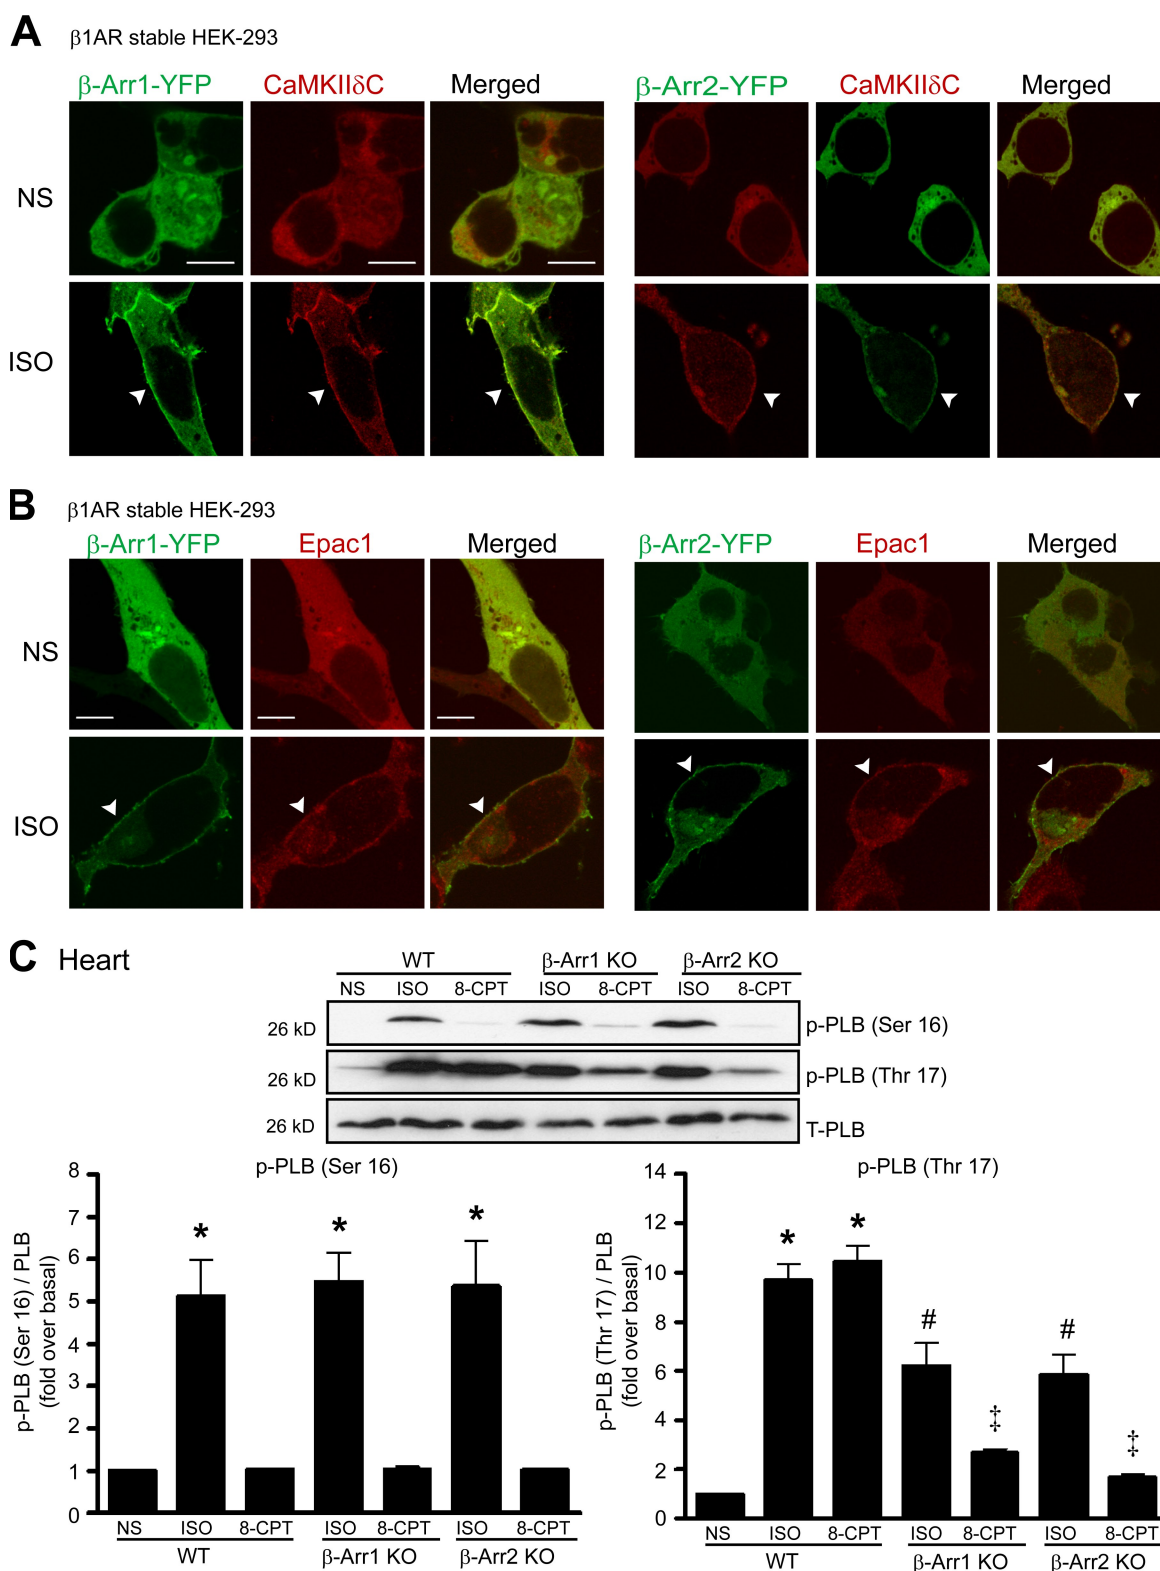 A β1AR stable HEK-293
β-Arr1-YFP CaMKIIδC Merged β-Arr2-YFP CaMKIIδC Merged
NS
ISO
B β1AR stable HEK-293
β-Arr1-YFP Epac1 Merged β-Arr2-YFP Epac1 Merged
NS
ISO
C Heart
WT β-Arr1 KO β-Arr2 KO
NS ISO 8-CPT ISO 8-CPT ISO 8-CPT
26 kD p-PLB (Ser 16)
26 kD p-PLB (Thr 17)
26 kD T-PLB
p-PLB (Ser 16)
p-PLB (Ser 16) / PLB
(fold over basal)
8
7
6
5
4
3
2
1
0
* * *
NS ISO 8-CPT ISO 8-CPT ISO 8-CPT
WT β-Arr1 KO β-Arr2 KO
p-PLB (Thr 17)
p-PLB (Thr 17) / PLB
(fold over basal)
14
12
10
8
6
4
2
0
* * # ‡ # ‡
NS ISO 8-CPT ISO 8-CPT ISO 8-CPT
WT β-Arr1 KO β-Arr2 KO